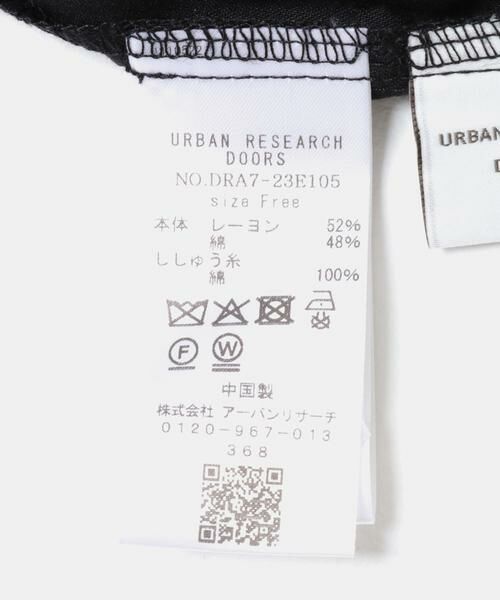 URBAN RESEARCH
DOORS
NO.DRA7-23E105
size Free
本体 レーヨン 52%
綿 48%
ししゅう糸
綿 100%
F W
中国製
株式会社 アーバンリサーチ
0120-967-013
368
URBAN
D